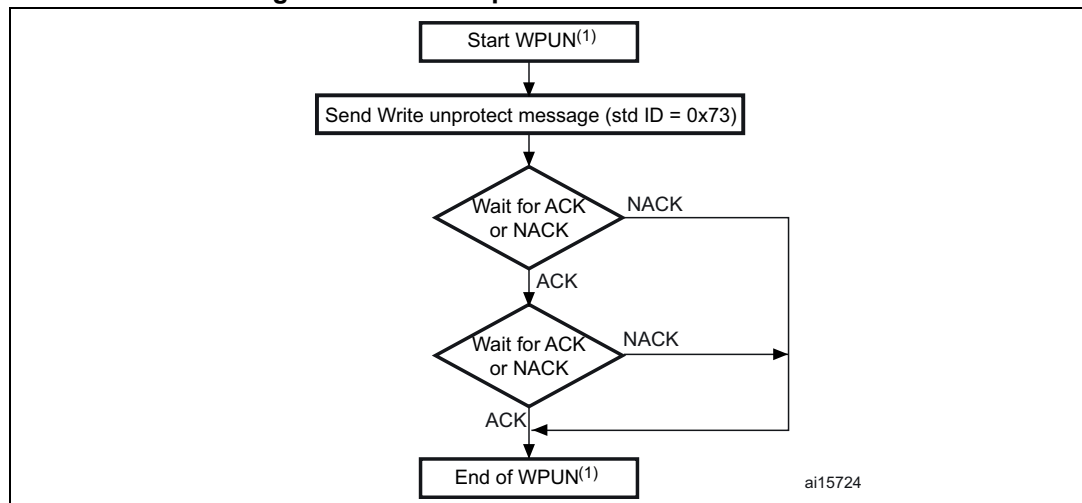 Start WPUN(1)
Send Write unprotect message (std ID = 0x73)
Wait for ACK
or NACK
NACK
ACK
Wait for ACK
or NACK
NACK
ACK
End of WPUN(1)
ai15724